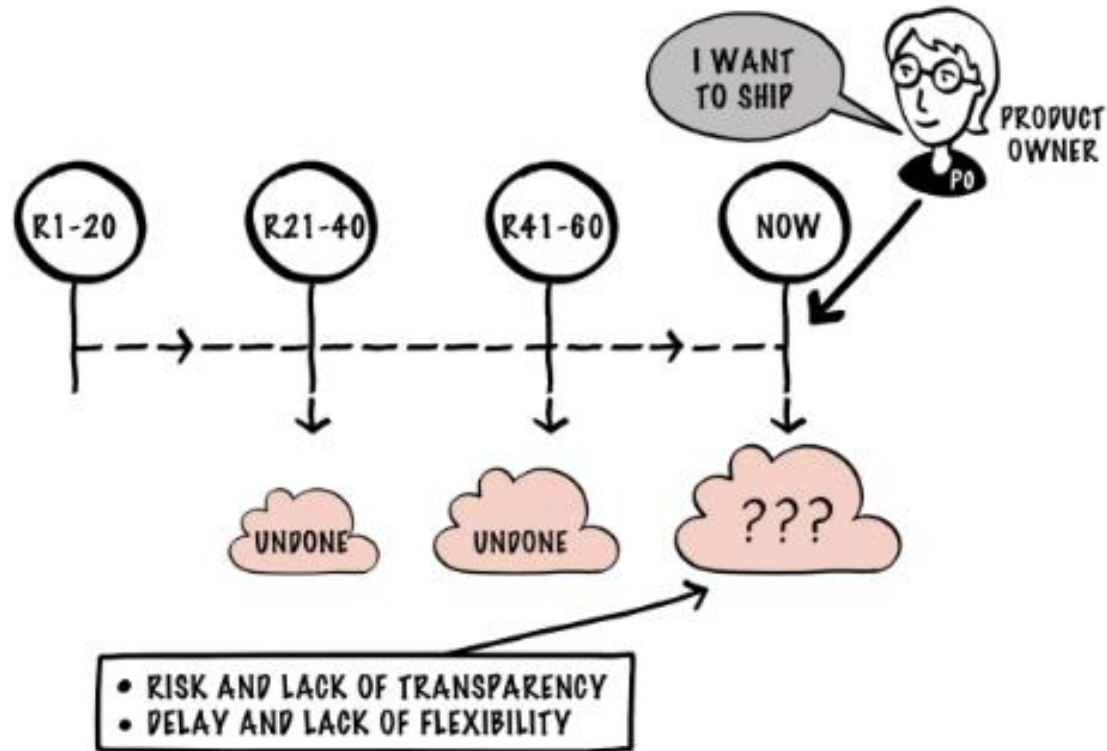 I WANT
TO SHIP
PRODUCT
OWNER
PO
R1-20
R21-40
R41-60
NOW
UNDONE
UNDONE
???
• RISK AND LACK OF TRANSPARENCY
• DELAY AND LACK OF FLEXIBILITY